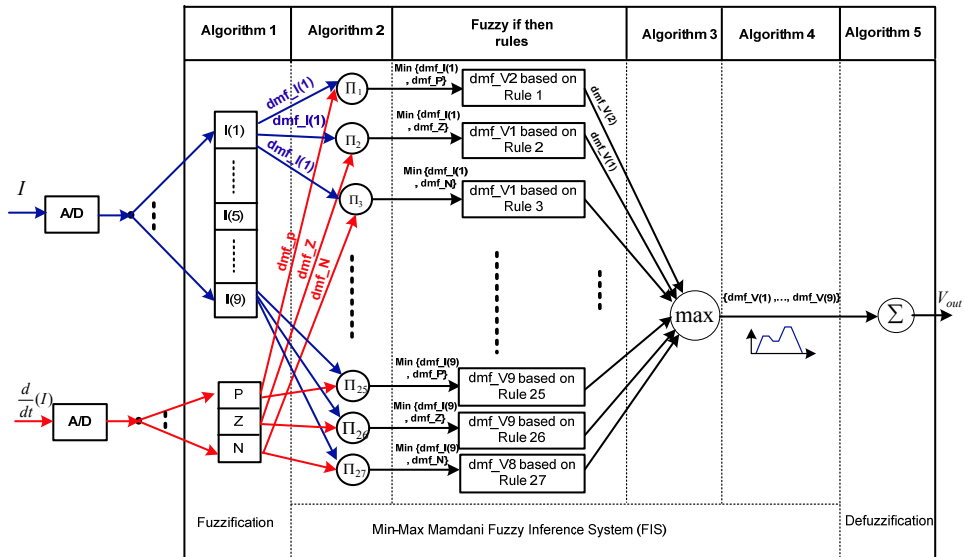 Algorithm 1
Algorithm 2
Fuzzy if then
rules
Algorithm 3
Algorithm 4
Algorithm 5
I
A/D
I(1)
I(5)
I(9)
dmf_I(1)
dmf_I(1)
dmf_I(1)
dmf_p
dmf_Z
dmf_N
Π1
Π2
Π3
Min {dmf_I(1)
, dmf_P}
dmf_V2 based on
Rule 1
Min {dmf_I(1)
, dmf_Z}
dmf_V1 based on
Rule 2
Min {dmf_I(1)
, dmf_N}
dmf_V1 based on
Rule 3
dmf_V(2)
dmf_V(1)
max
{dmf_V(1) ,..., dmf_V(9)}
Σ
Vout
d/dt (I)
A/D
P
Z
N
Π25
Π26
Π27
Min {dmf_I(9)
, dmf_P}
dmf_V9 based on
Rule 25
Min {dmf_I(9)
, dmf_Z}
dmf_V9 based on
Rule 26
Min {dmf_I(9)
, dmf_N}
dmf_V8 based on
Rule 27
Fuzzification
Min-Max Mamdani Fuzzy Inference System (FIS)
Defuzzification